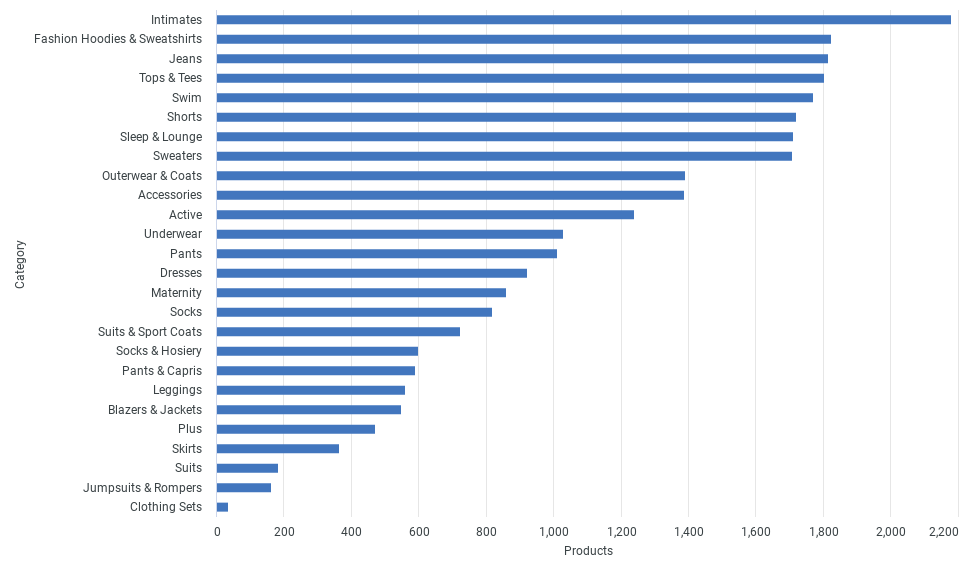 Intimates
Fashion Hoodies & Sweatshirts
Jeans
Tops & Tees
Swim
Shorts
Sleep & Lounge
Sweaters
Outerwear & Coats
Accessories
Active
Underwear
Pants
Dresses
Maternity
Socks
Suits & Sport Coats
Socks & Hosiery
Pants & Capris
Leggings
Blazers & Jackets
Plus
Skirts
Suits
Jumpsuits & Rompers
Clothing Sets
Category
0 200 400 600 800 1,000 1,200 1,400 1,600 1,800 2,000 2,200
Products